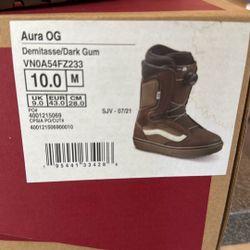 Aura OG
Demitasse/Dark Gum
VN0A54FZ233
10.0 M
UK EUR CM
9.0 43.0 28.0
PO#
4001215069
CPSIA PO/CUT#
400121506900010
SJV - 07/21